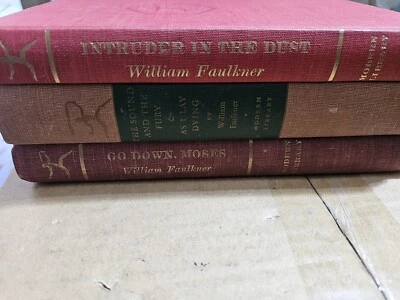 INTRUDER IN THE DUST
William Faulkner
MODERN
LIBRARY
THE SOUND
AND THE
FURY
&
AS I LAY
DYING
BY
William
Faulkner
MODERN
LIBRARY
GO DOWN, MOSES
William Faulkner
MODERN
LIBRARY